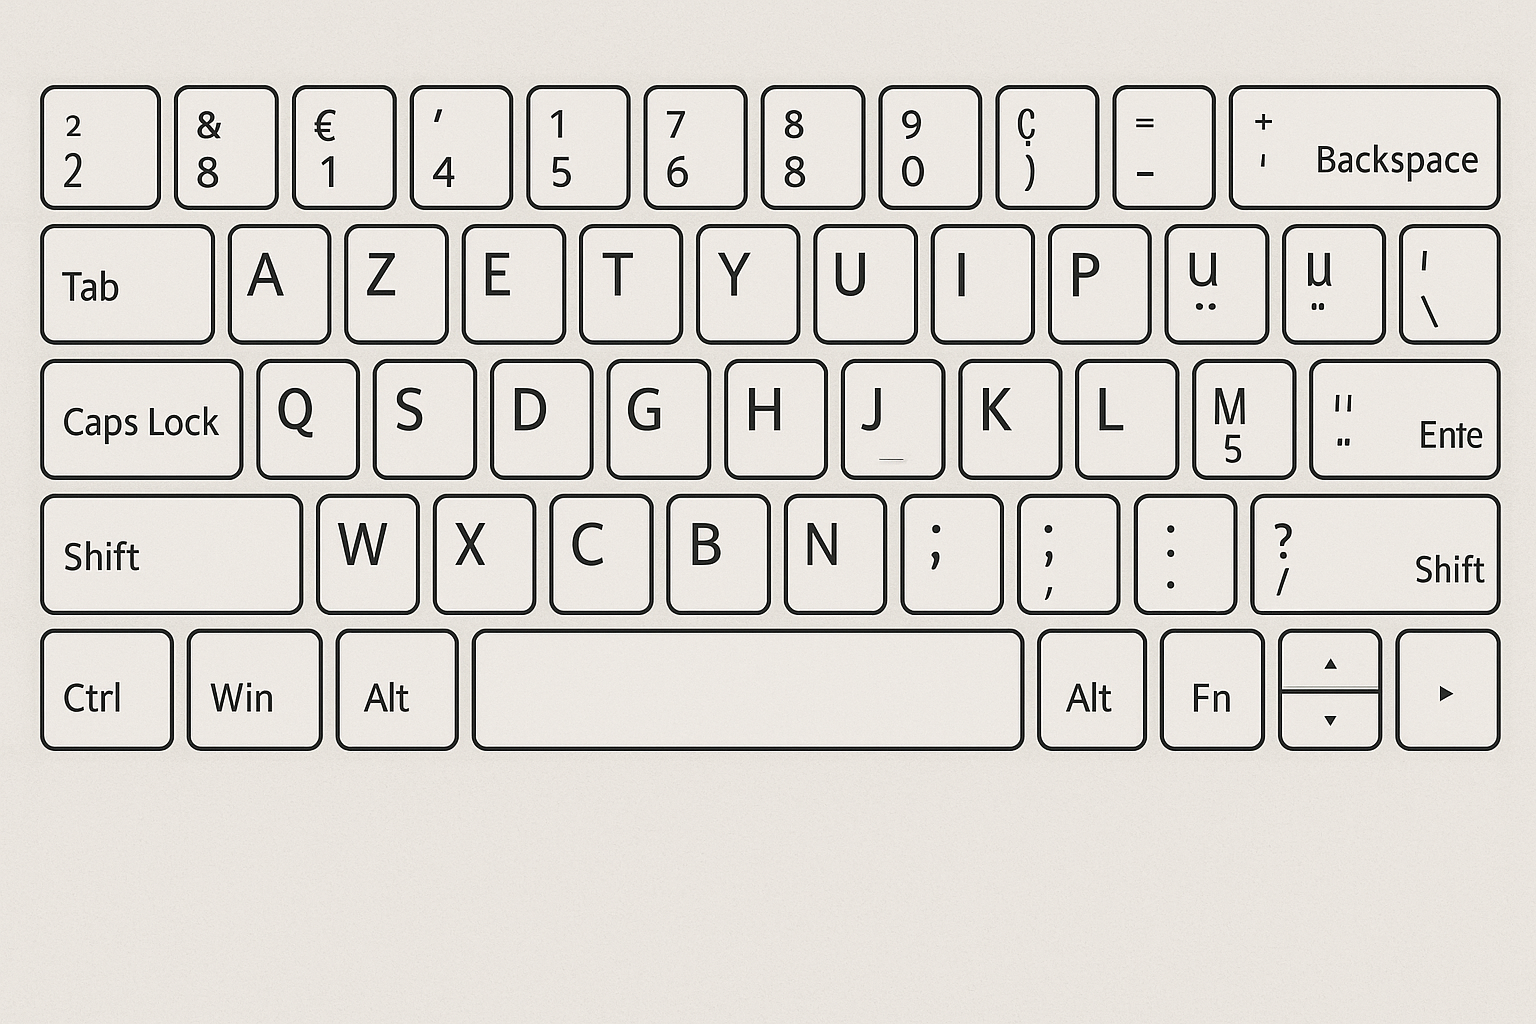 2 & € ′ 1 7 8 9 Ç = +
2 8 1 4 5 6 8 0 ) - ' Backspace
Tab A Z E T Y U I P u u '
¨ ¨ \
Caps Lock Q S D G H J K L M "
_ 5 " Ente
Shift W X C B N ; ; : ?
, . / Shift
Ctrl Win Alt Alt Fn ▲ ▼ ►